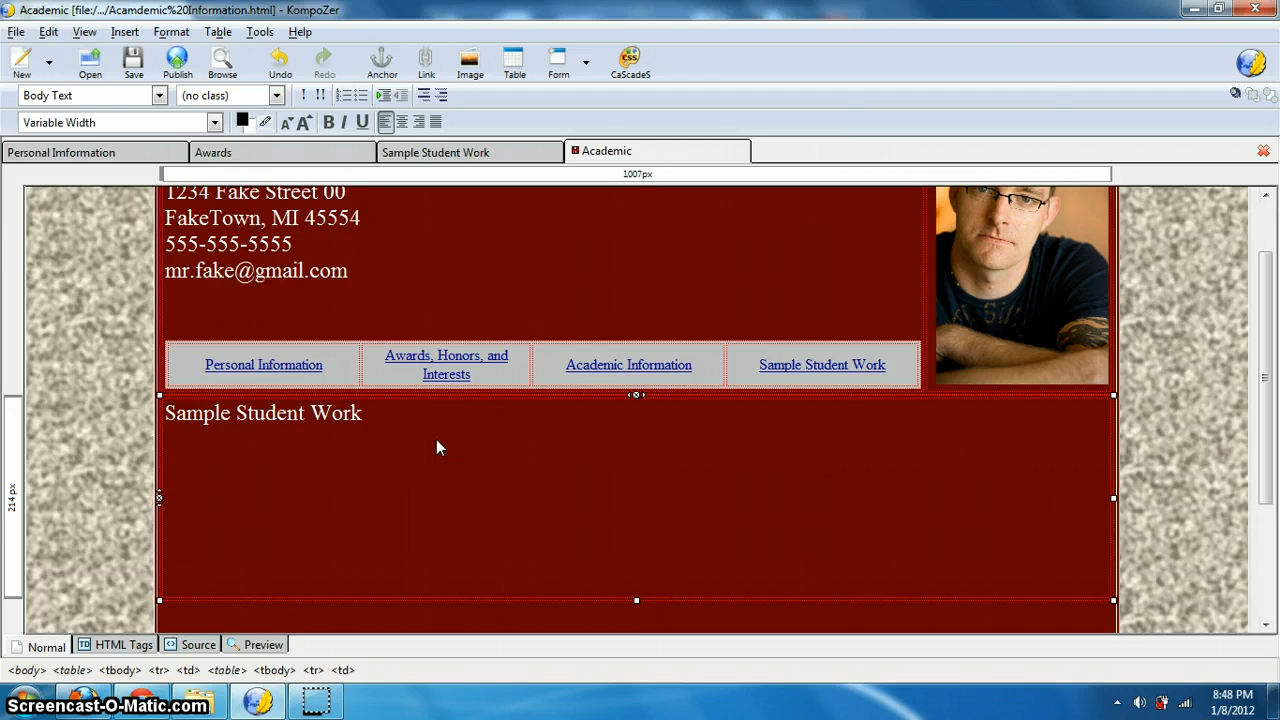 Academic [file:/.../Acamdemic%20Information.html] - KompoZer
File Edit View Insert Format Table Tools Help
New Open Save Publish Browse Undo Redo Anchor Link Image Table Form CaScadeS
Body Text (no class)
Variable Width
Personal Imformation Awards Sample Student Work Academic
1007px
1234 Fake Street 00
FakeTown, MI 45554
555-555-5555
mr.fake@gmail.com
Personal Information
Awards, Honors, and
Interests
Academic Information
Sample Student Work
Sample Student Work
214 px
Normal HTML Tags Source Preview
<body> <table> <tbody> <tr> <td> <table> <tbody> <tr> <td>
Screencast-O-Matic.com
8:48 PM
1/8/2012